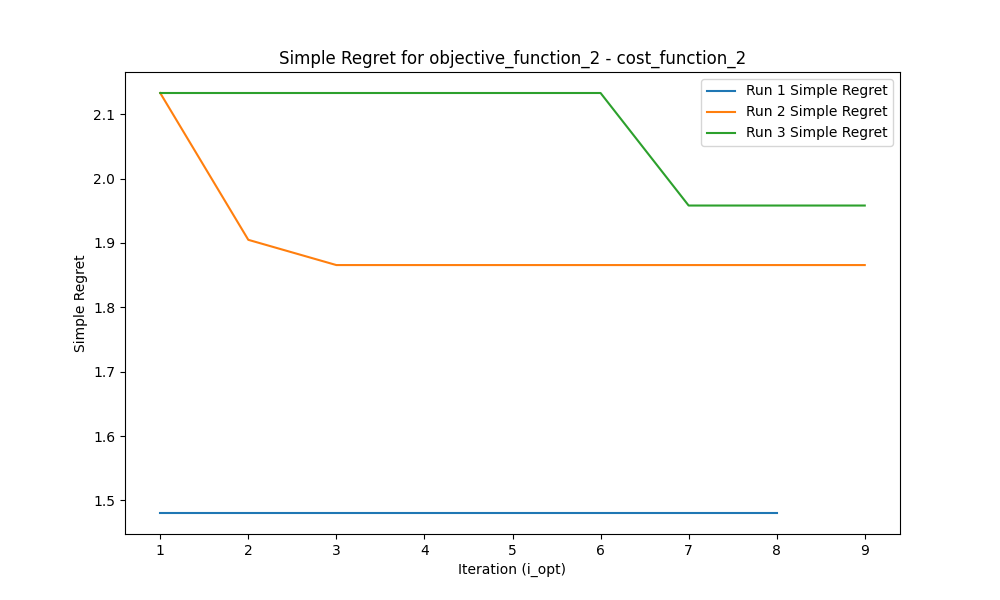 Simple Regret for objective_function_2 - cost_function_2
Run 1 Simple Regret
Run 2 Simple Regret
Run 3 Simple Regret
Simple Regret
2.1
2.0
1.9
1.8
1.7
1.6
1.5
1 2 3 4 5 6 7 8 9
Iteration (i_opt)